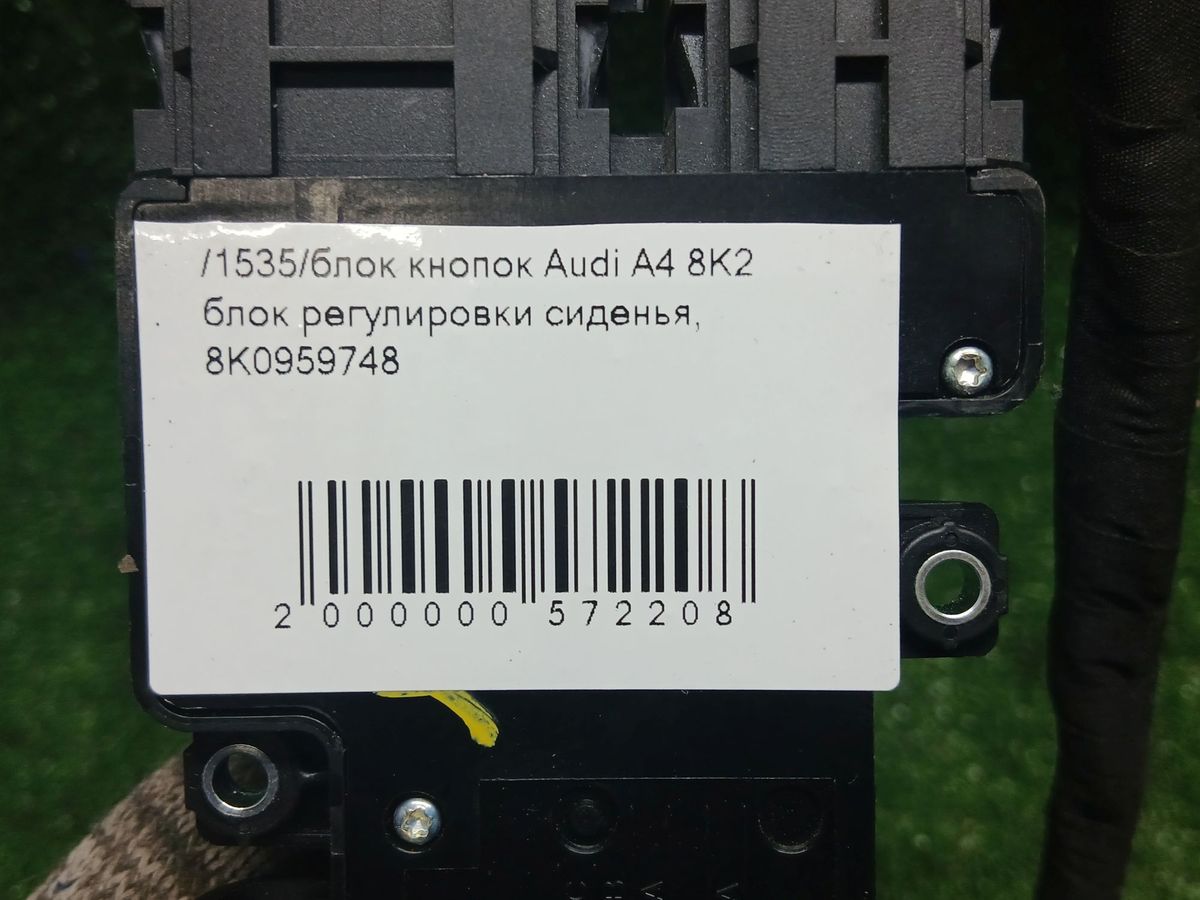 /1535/блок кнопок Audi A4 8K2
блок регулировки сиденья,
8K0959748
2 000000 572208